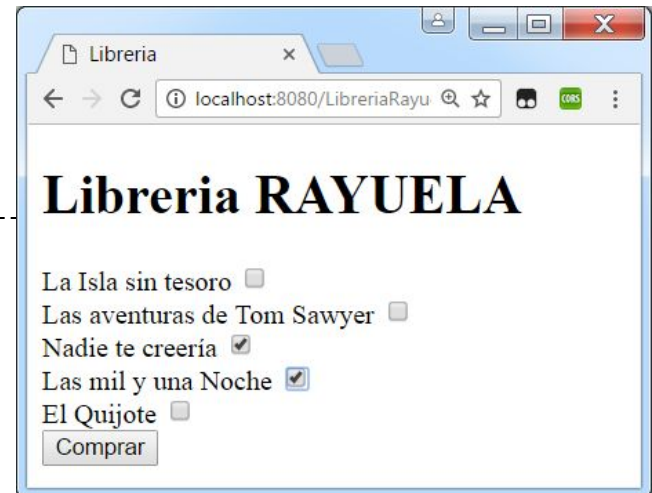 Libreria
localhost:8080/LibreriaRayu
CORS
Libreria RAYUELA
La Isla sin tesoro
Las aventuras de Tom Sawyer
Nadie te creería
Las mil y una Noche
El Quijote
Comprar